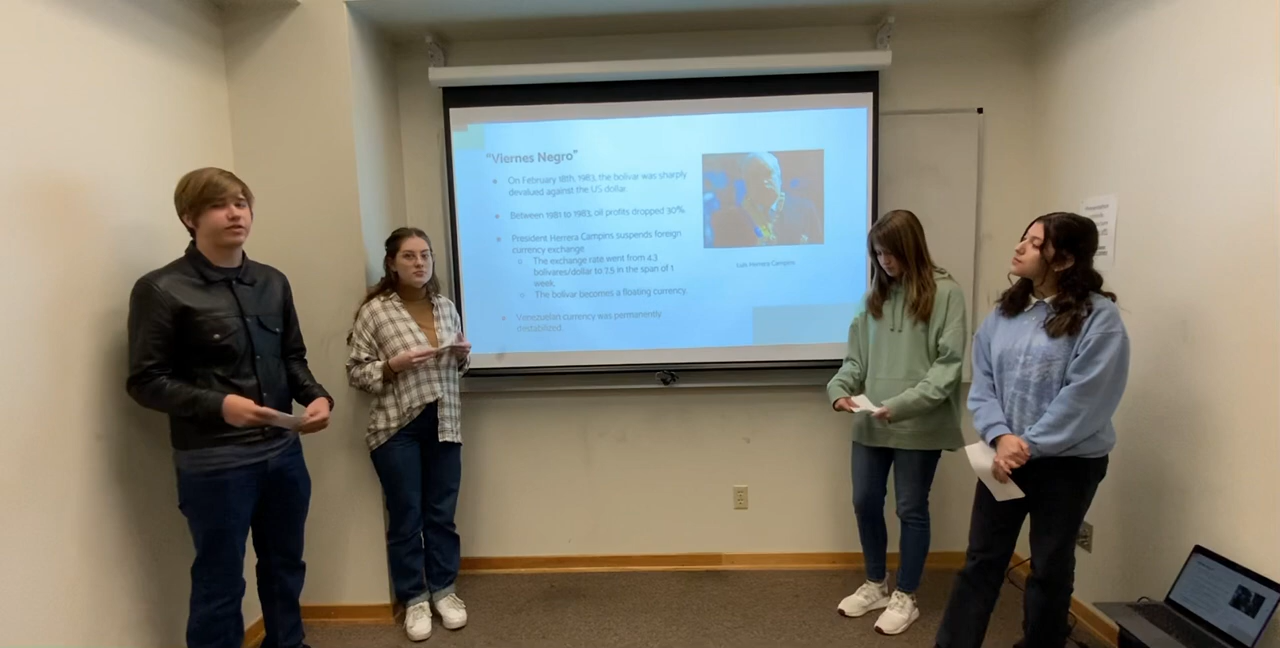 "Viernes Negro"
On February 18th, 1983, the bolivar was sharply
devalued against the US dollar.
Between 1981 to 1983, oil profits dropped 30%
President Herrera Campins suspends foreign
currency exchange
The exchange rate went from 4.3
bolivares/dollar to 7.5 in the span of 1
week.
The bolivar becomes a floating currency.
Venezuelan currency was permanently
destabilized.
Luis Herrera Campins